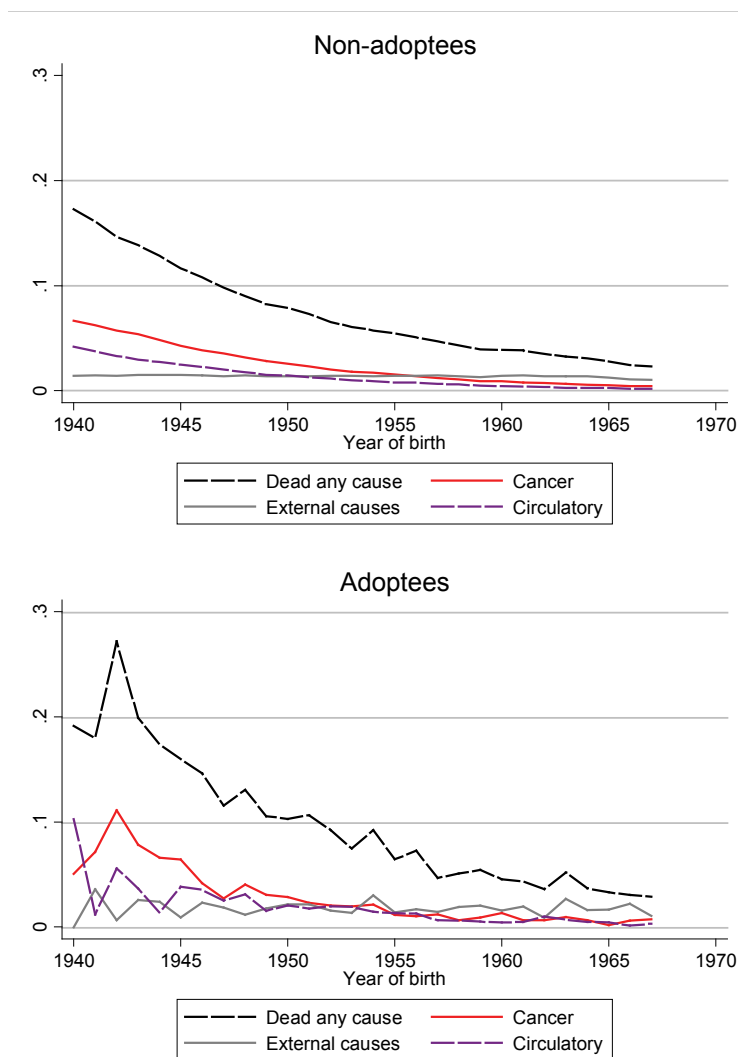 Non-adoptees
.3
.2
.1
0
1940 1945 1950 1955 1960 1965 1970
Year of birth
Dead any cause Cancer
External causes Circulatory
Adoptees
.3
.2
.1
0
1940 1945 1950 1955 1960 1965 1970
Year of birth
Dead any cause Cancer
External causes Circulatory